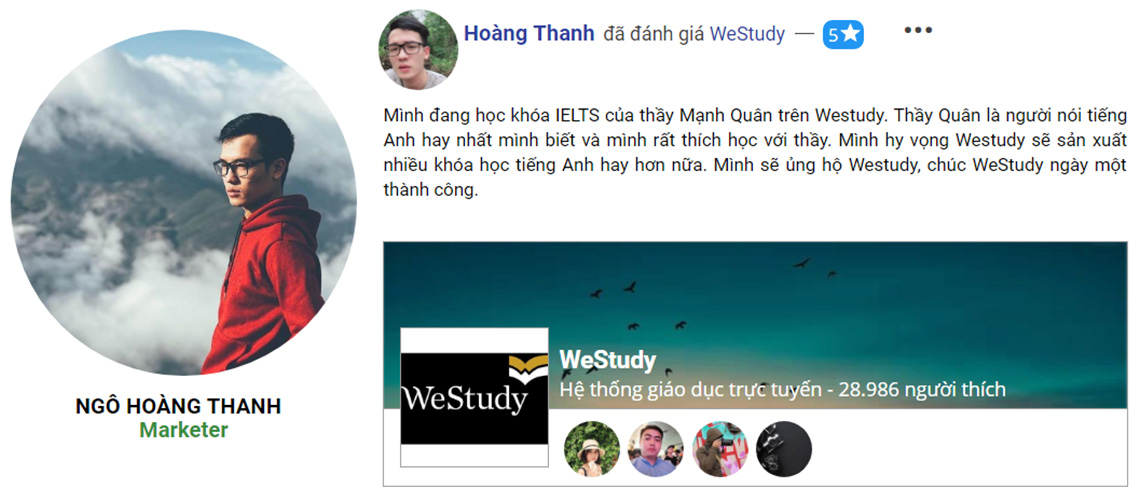 Hoàng Thanh đã đánh giá WeStudy — 5
Mình đang học khóa IELTS của thầy Mạnh Quân trên Westudy. Thầy Quân là người nói tiếng
Anh hay nhất mình biết và mình rất thích học với thầy. Mình hy vọng Westudy sẽ sản xuất
nhiều khóa học tiếng Anh hay hơn nữa. Mình sẽ ủng hộ Westudy, chúc WeStudy ngày một
thành công.
NGÔ HOÀNG THANH
Marketer
WeStudy
WeStudy
Hệ thống giáo dục trực tuyến - 28.986 người thích